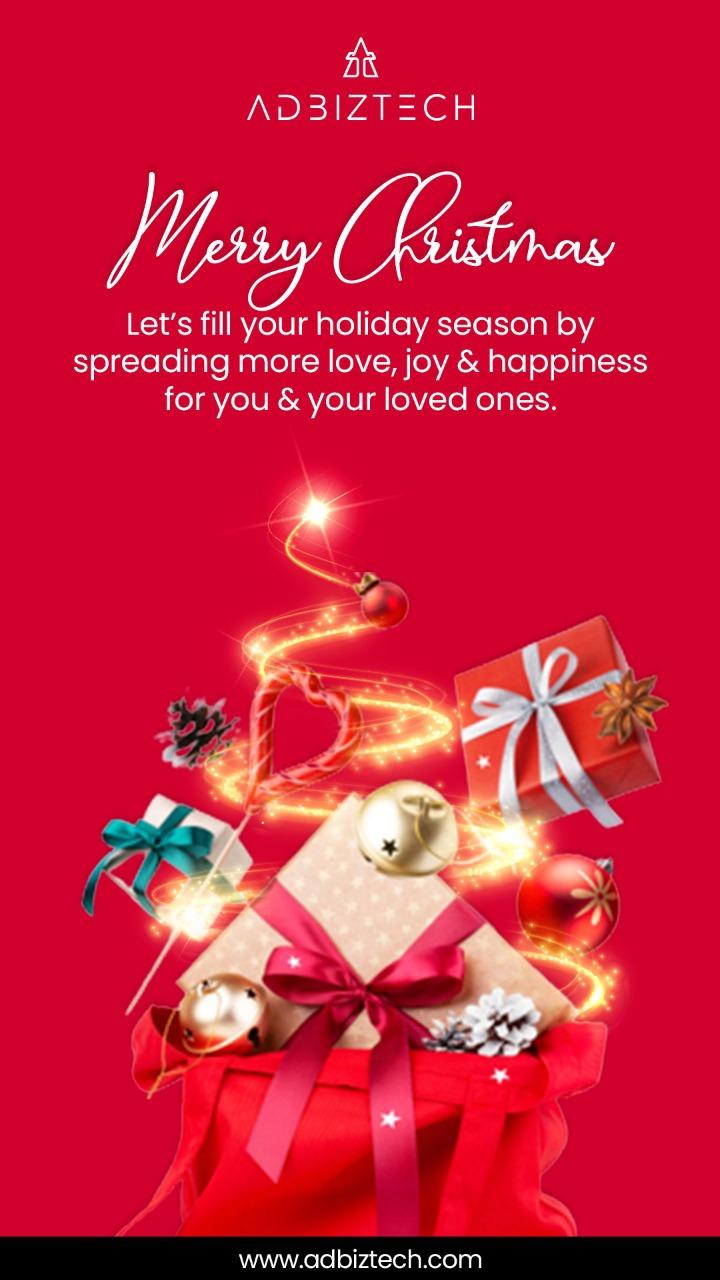 ADBIZTECH
Merry Christmas
Let’s fill your holiday season by
spreading more love, joy & happiness
for you & your loved ones.
www.adbiztech.com